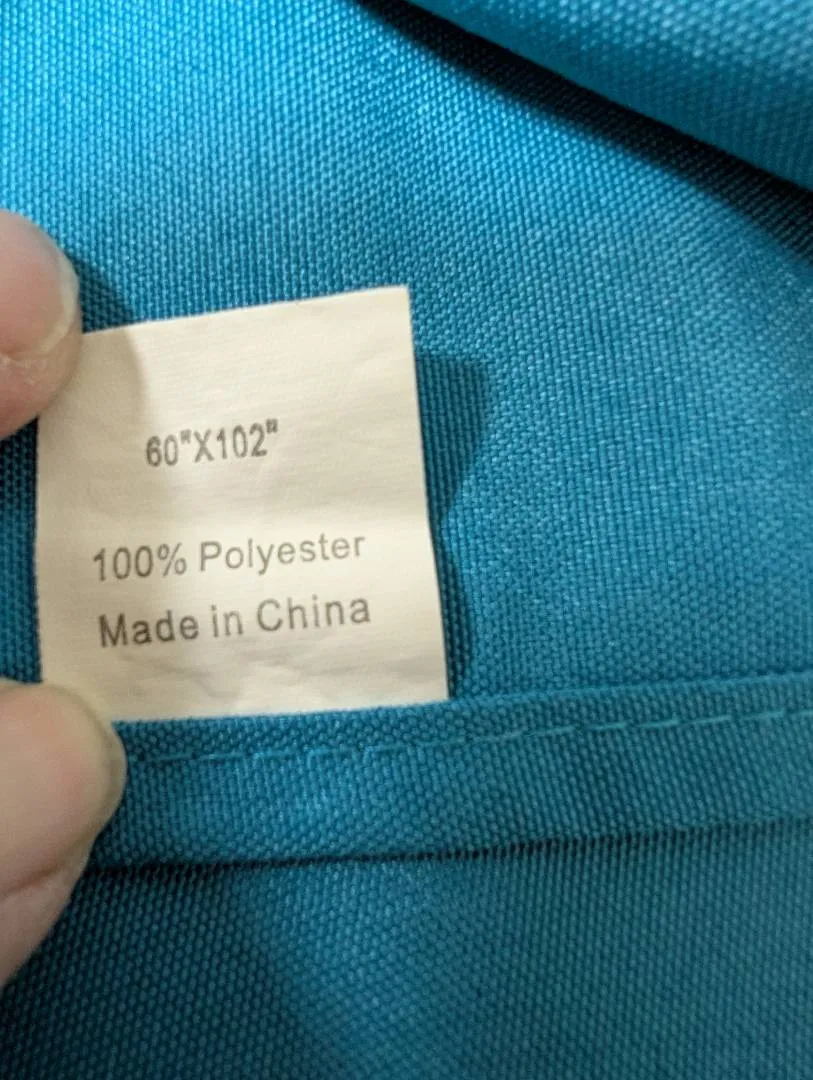 60"X102"
100% Polyester
Made in China